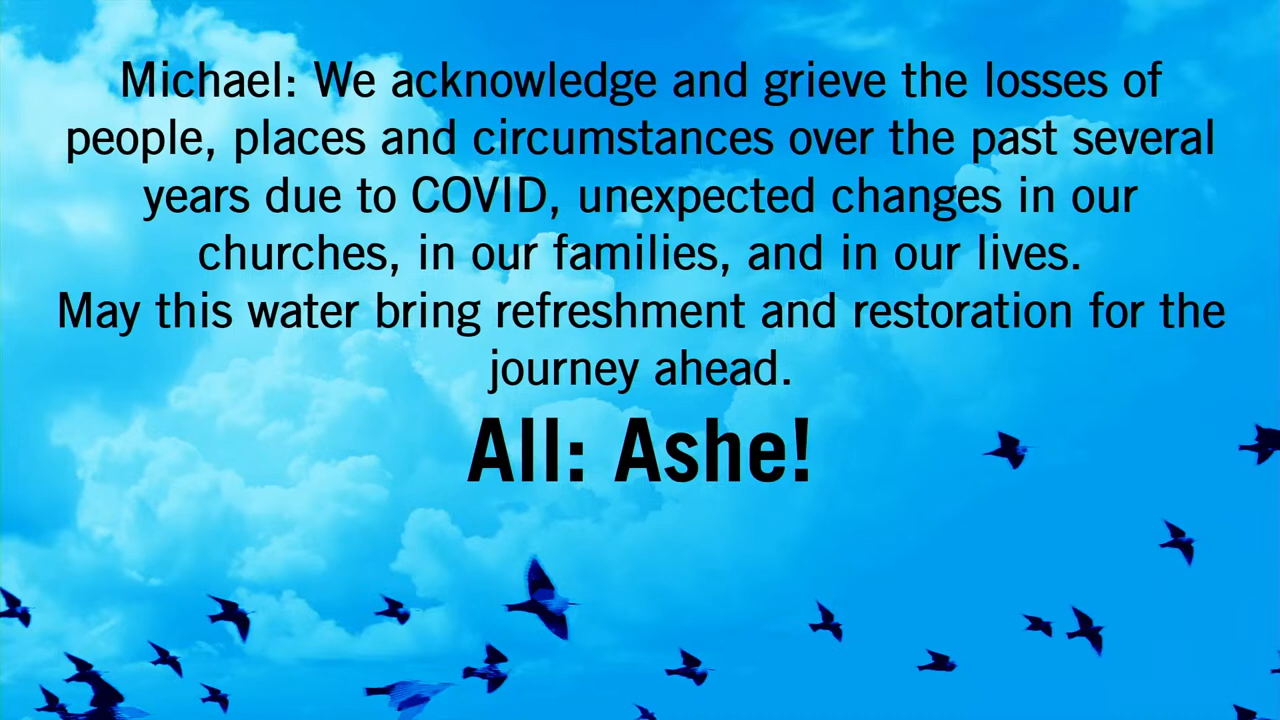 Michael: We acknowledge and grieve the losses of
people, places and circumstances over the past several
years due to COVID, unexpected changes in our
churches, in our families, and in our lives.
May this water bring refreshment and restoration for the
journey ahead.
All: Ashe!